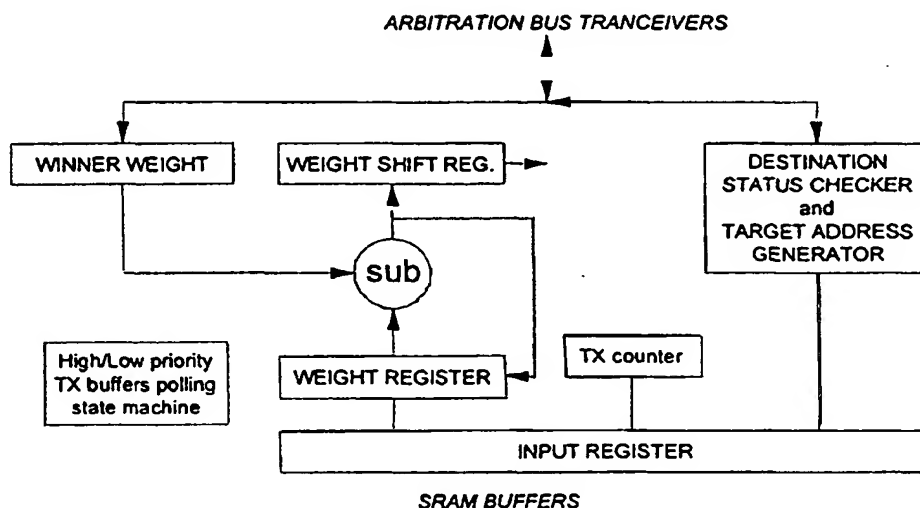 ARBITRATION BUS TRANCEIVERS
WINNER WEIGHT
WEIGHT SHIFT REG.
DESTINATION
STATUS CHECKER
and
TARGET ADDRESS
GENERATOR
sub
High/Low priority
TX buffers polling
state machine
WEIGHT REGISTER
TX counter
INPUT REGISTER
SRAM BUFFERS